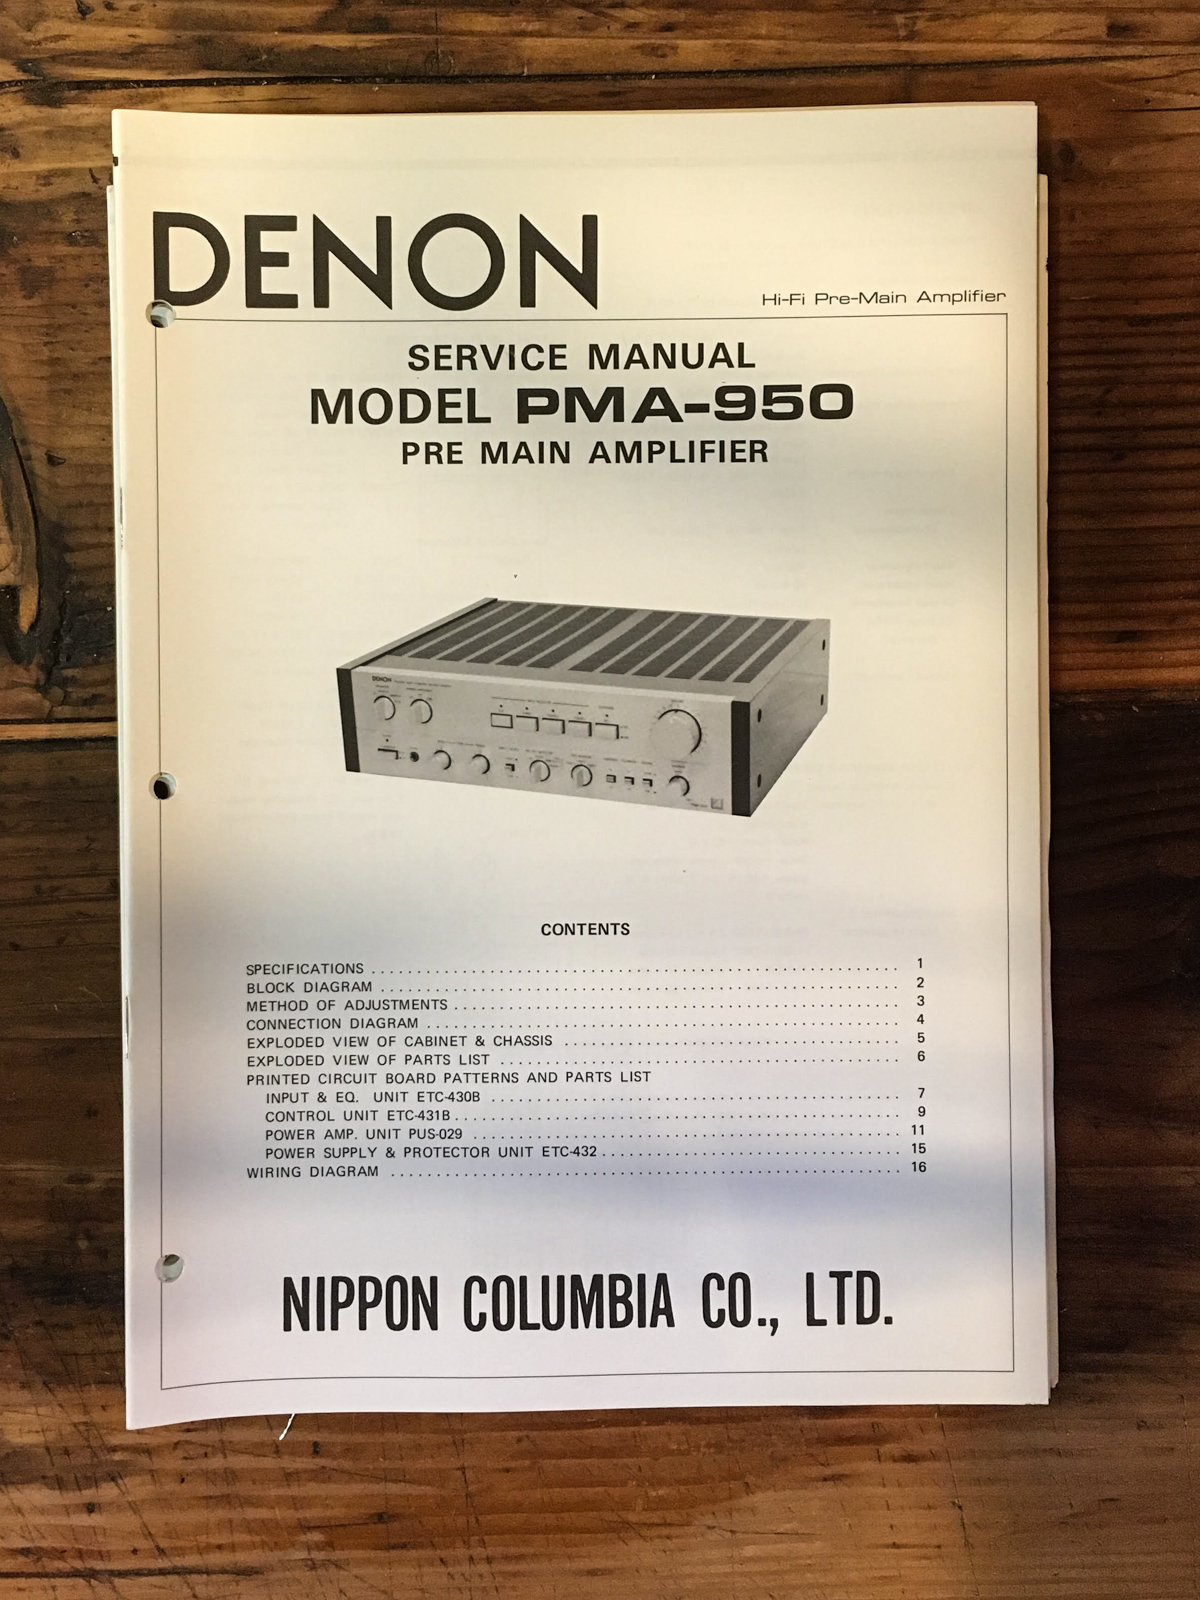 DENON
Hi-Fi Pre-Main Amplifier
SERVICE MANUAL
MODEL PMA-950
PRE MAIN AMPLIFIER
DENON
CONTENTS
SPECIFICATIONS . . . . . . . . . . 1
BLOCK DIAGRAM . . . . . . . . . . 2
METHOD OF ADJUSTMENTS . . . . . . . . . . 3
CONNECTION DIAGRAM . . . . . . . . . . 4
EXPLODED VIEW OF CABINET & CHASSIS . . . . . . . . . . 5
EXPLODED VIEW OF PARTS LIST . . . . . . . . . . 6
PRINTED CIRCUIT BOARD PATTERNS AND PARTS LIST
INPUT & EQ. UNIT ETC-430B . . . . . . . . . . 7
CONTROL UNIT ETC-431B . . . . . . . . . . 9
POWER AMP. UNIT PUS-029 . . . . . . . . . . 11
POWER SUPPLY & PROTECTOR UNIT ETC-432 . . . . . . . . . . 15
WIRING DIAGRAM . . . . . . . . . . 16
NIPPON COLUMBIA CO., LTD.